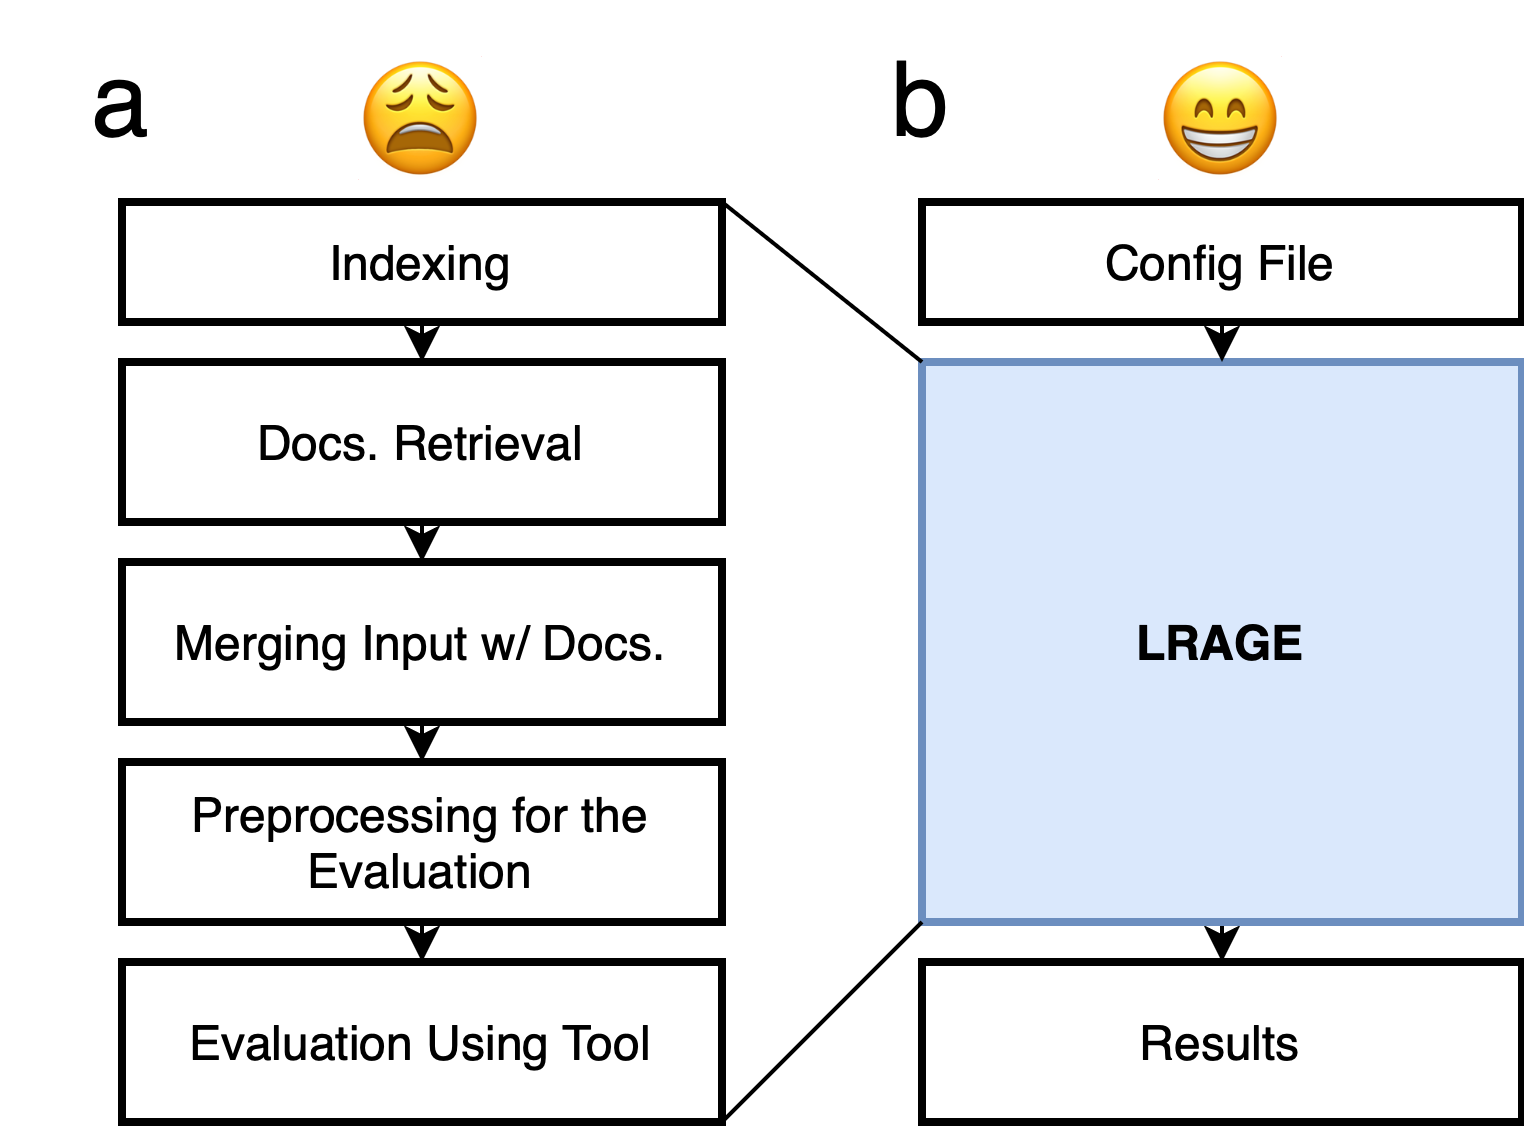 a
Indexing
Docs. Retrieval
Merging Input w/ Docs.
Preprocessing for the
Evaluation
Evaluation Using Tool
b
Config File
LRAGE
Results